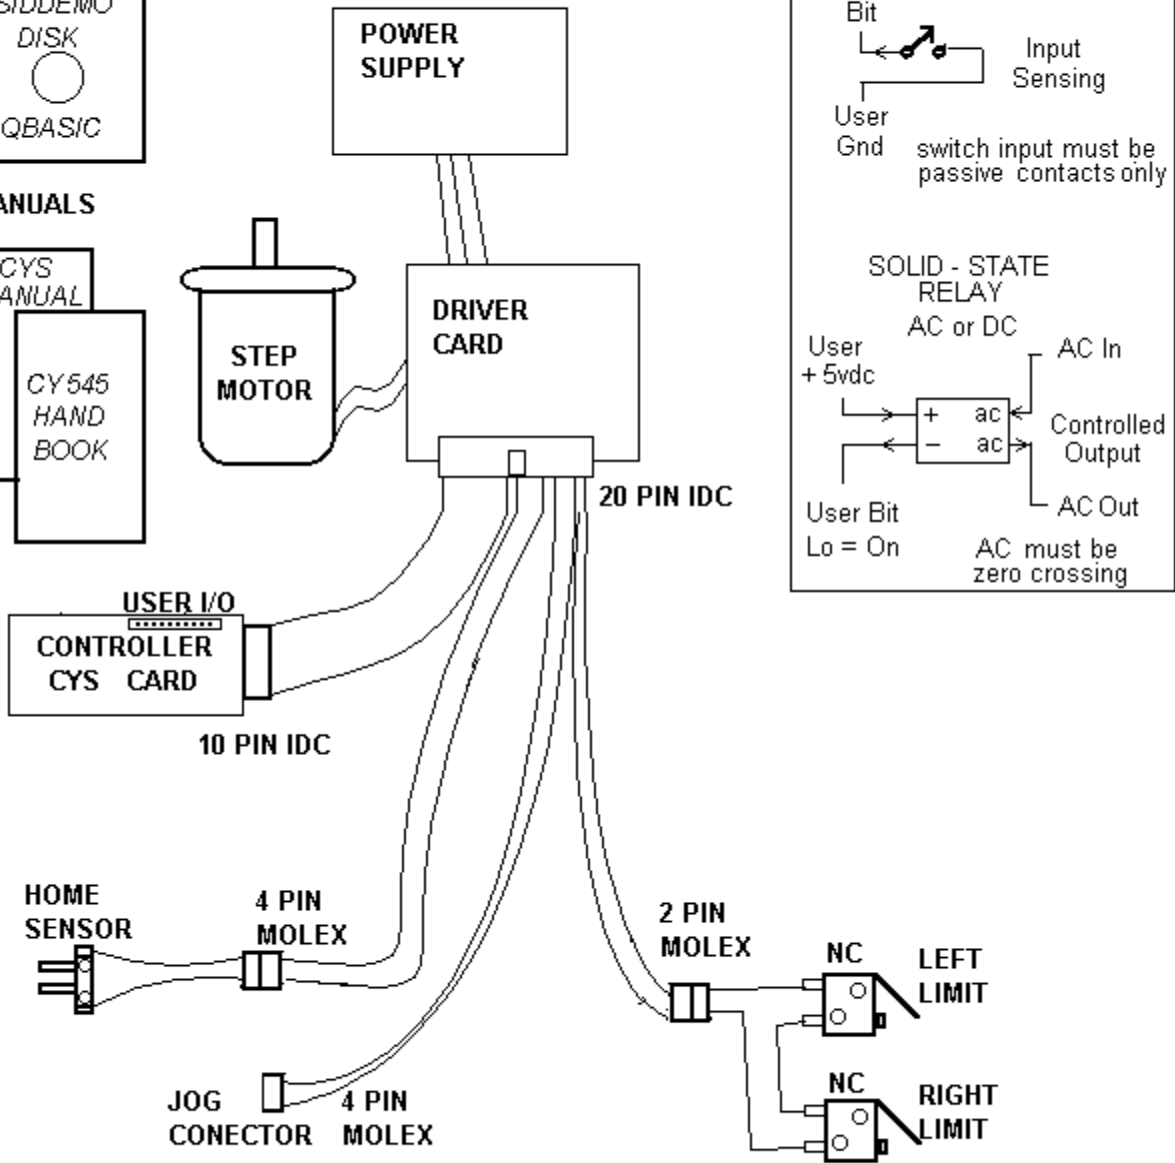 DISK
QBASIC
CYS
CY545
HAND
BOOK
POWER
SUPPLY
STEP
MOTOR
DRIVER
CARD
20 PIN IDC
USER I/O
CONTROLLER
CYS CARD
10 PIN IDC
HOME
SENSOR
4 PIN
MOLEX
JOG
CONECTOR
4 PIN
MOLEX
2 PIN
MOLEX
NC
LEFT
LIMIT
NC
RIGHT
LIMIT
Bit
Input
Sensing
User
Gnd
switch input must be
passive contacts only
SOLID - STATE
RELAY
AC or DC
User
+ 5vdc
AC In
+ ac
- ac
Controlled
Output
AC Out
User Bit
Lo = On
AC must be
zero crossing